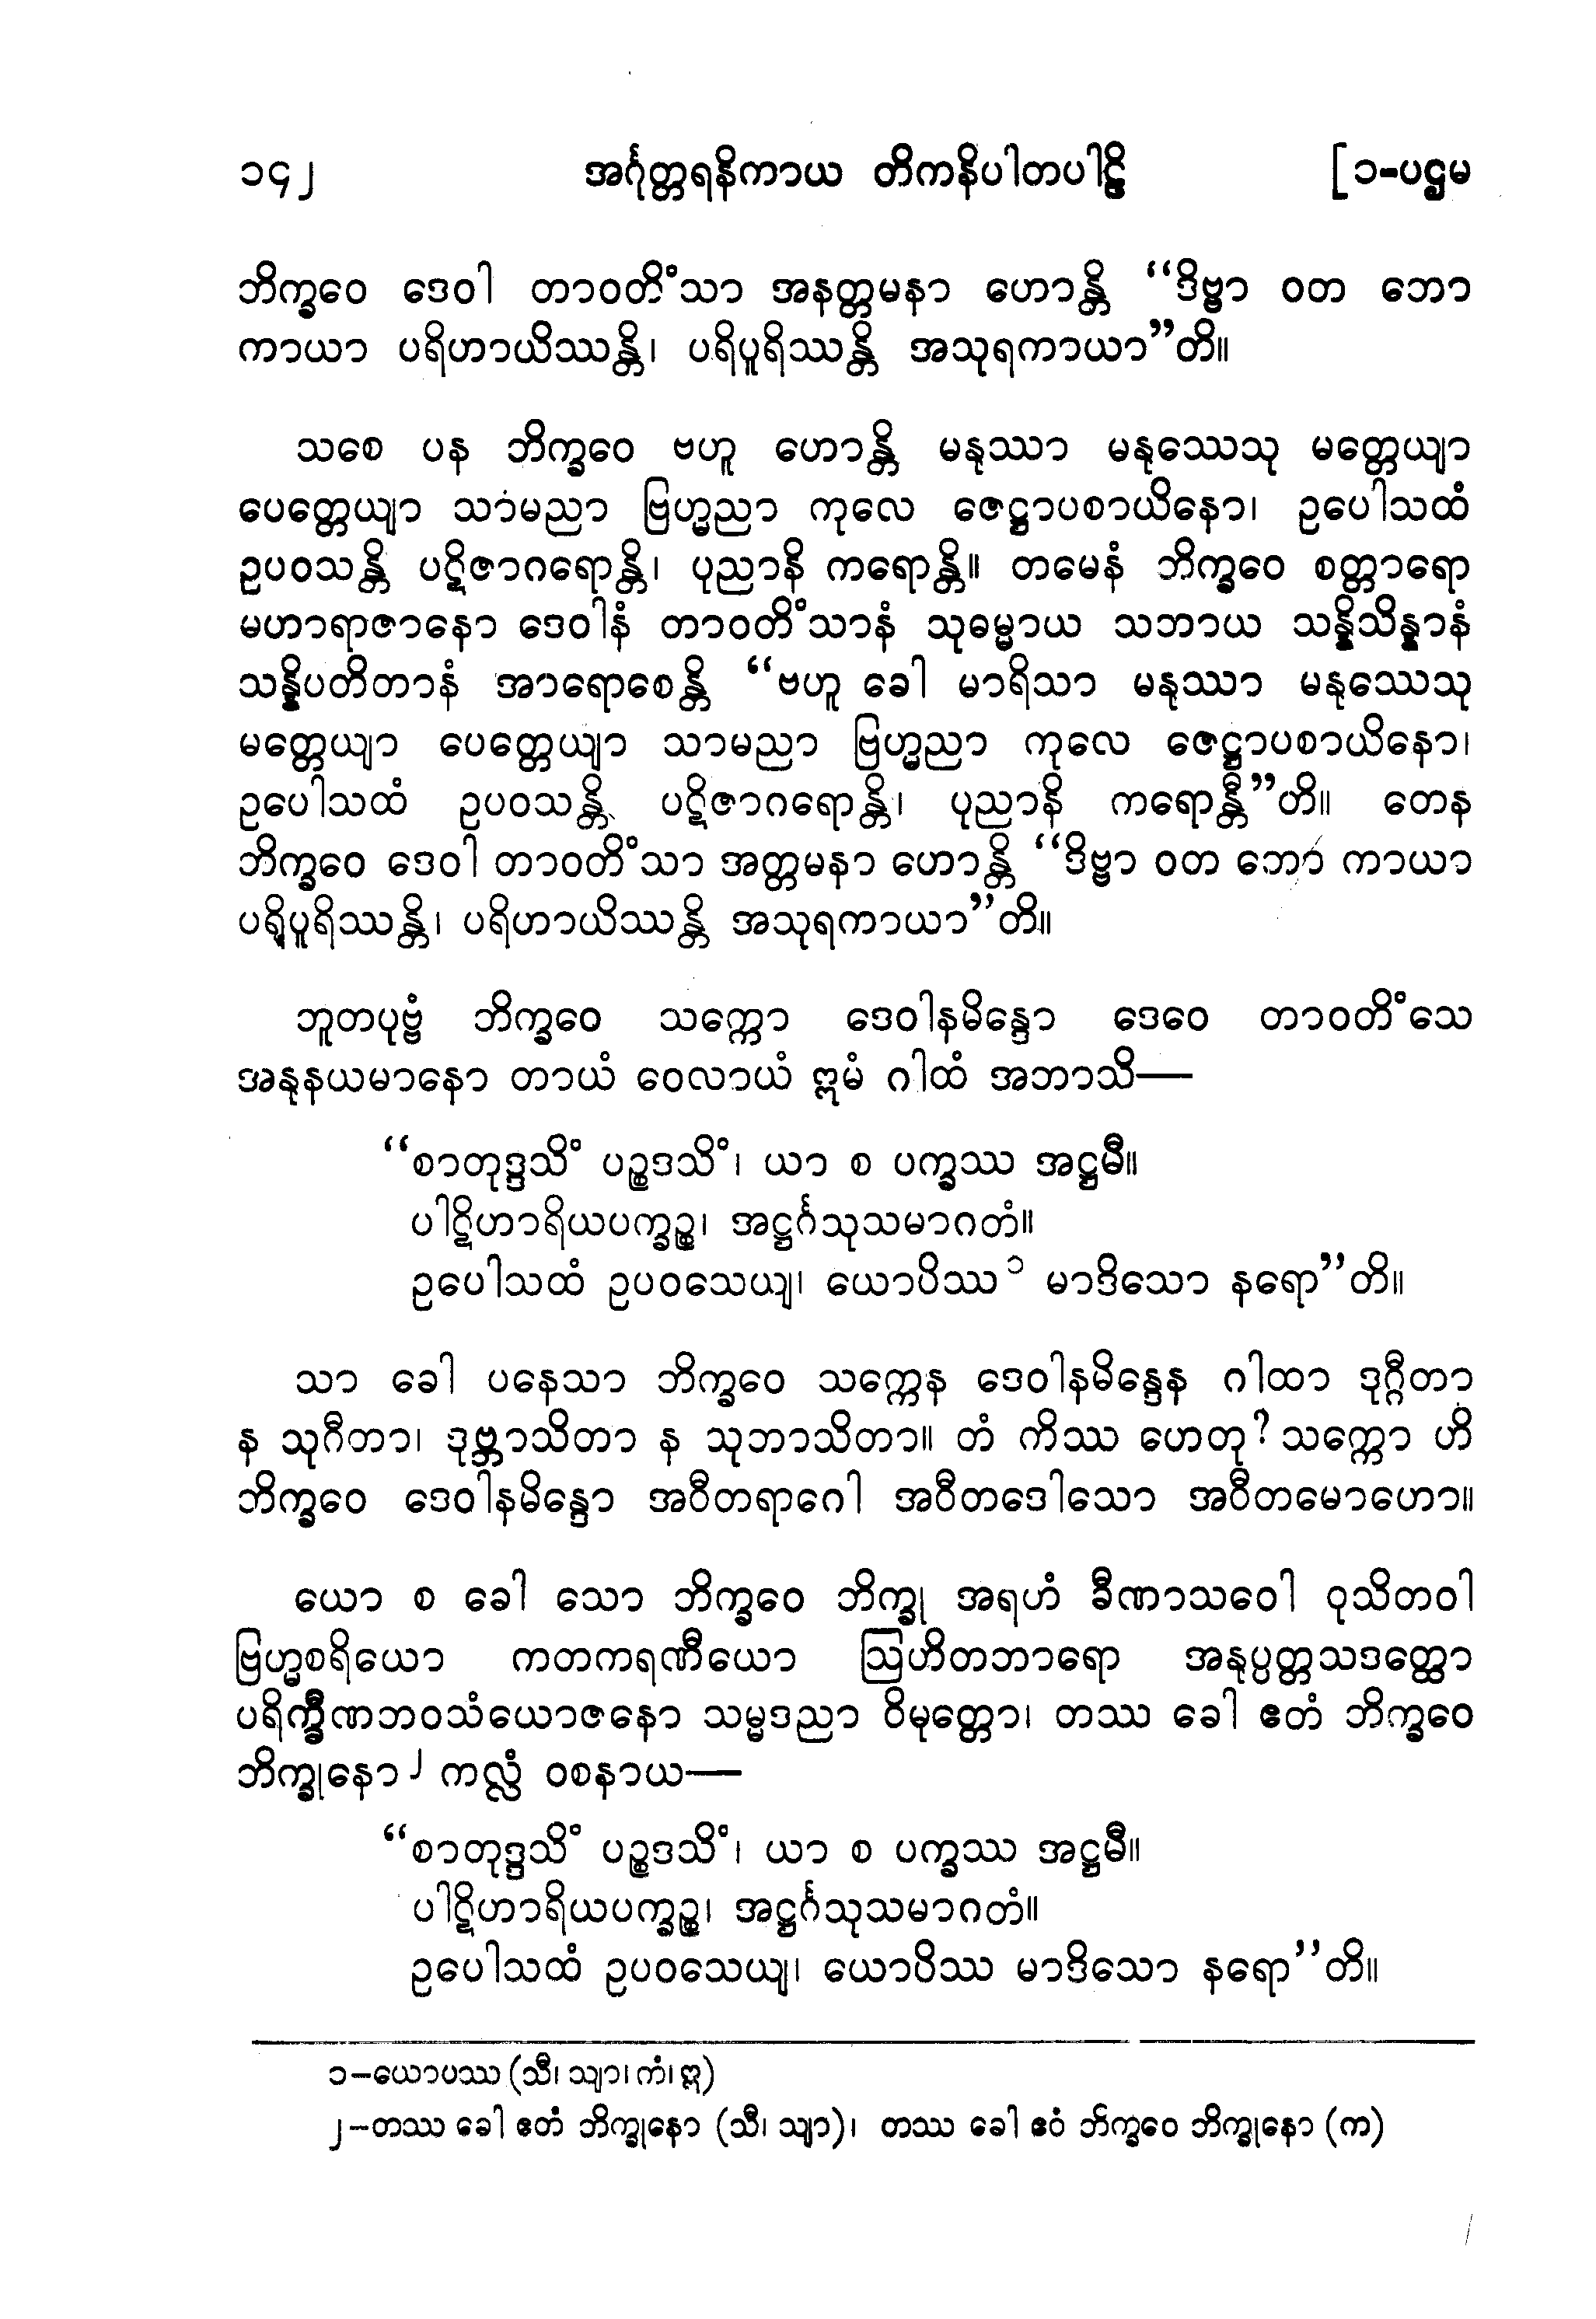 ၁၄၂ အင်္ဂုတ္တရနိကာယ တိကနိပါတပါဠိ [၁-ပဌမ
ဘိက္ခဝေ ဒေဝါ တာဝတိံသာ အနတ္တမနာ ဟောန္တိ “ဒိဗ္ဗာ ဝတ ဘော
ကာယာ ပရိဟာယိဿန္တိ၊ ပရိပူရိဿန္တိ အသုရကာယာ”တိ။
သစေ ပန ဘိက္ခဝေ ဗဟူ ဟောန္တိ မနုဿာ မနုဿေသု မတ္တေယျာ
ပေတ္တေယျာ သာမညာ ဗြဟ္မညာ ကုလေ ဇေဋ္ဌာပစာယိနော၊ ဥပေါသထံ
ဥပဝသန္တိ ပဋိဇာဂရောန္တိ၊ ပုညာနိ ကရောန္တိ။ တမေနံ ဘိက္ခဝေ စတ္တာရော
မဟာရာဇာနော ဒေဝါနံ တာဝတိံသာနံ သုဓမ္မာယ သဘာယ သန္နိသိန္နာနံ
သန္နိပတိတာနံ အာရောစေန္တိ “ဗဟူ ခေါ မာရိသာ မနုဿာ မနုဿေသု
မတ္တေယျာ ပေတ္တေယျာ သာမညာ ဗြဟ္မညာ ကုလေ ဇေဋ္ဌာပစာယိနော၊
ဥပေါသထံ ဥပဝသန္တိ ပဋိဇာဂရောန္တိ၊ ပုညာနိ ကရောန္တီ”တိ။ တေန
ဘိက္ခဝေ ဒေဝါ တာဝတိံသာ အတ္တမနာ ဟောန္တိ “ဒိဗ္ဗာ ဝတ ဘော ကာယာ
ပရိပူရိဿန္တိ၊ ပရိဟာယိဿန္တိ အသုရကာယာ”တိ။
ဘူတပုဗ္ဗံ ဘိက္ခဝေ သက္ကော ဒေဝါနမိန္ဒော ဒေဝေ တာဝတိံသေ
အနုနယမာနော တာယံ ဝေလာယံ ဣမံ ဂါထံ အဘာသိ—
“စာတုဒ္ဒသိံ ပဉ္စဒသိံ၊ ယာ စ ပက္ခဿ အဋ္ဌမီ။
ပါဋိဟာရိယပက္ခဉ္စ၊ အဋ္ဌင်္ဂသုသမာဂတံ။
ဥပေါသထံ ဥပဝသေယျ၊ ယောပိဿ၁ မာဒိသော နရော”တိ။
သာ ခေါ ပနေသာ ဘိက္ခဝေ သက္ကေန ဒေဝါနမိန္ဒေန ဂါထာ ဒုဂ္ဂီတာ
န သုဂီတာ၊ ဒုဗ္ဘာသိတာ န သုဘာသိတာ။ တံ ကိဿ ဟေတု? သက္ကော ဟိ
ဘိက္ခဝေ ဒေဝါနမိန္ဒော အဝီတရာဂေါ အဝီတဒေါသော အဝီတမောဟော။
ယော စ ခေါ သော ဘိက္ခဝေ ဘိက္ခု အရဟံ ခီဏာသဝေါ ဝုသိတဝါ
ဗြဟ္မစရိယော ကတကရဏီယော ဩဟိတဘာရော အနုပ္ပတ္တသဒတ္ထော
ပရိက္ခီဏဘဝသံယောဇနော သမ္မဒညာ ဝိမုတ္တော၊ တဿ ခေါ ဧတံ ဘိက္ခဝေ
ဘိက္ခုနော၂ ကလ္လံ ဝစနာယ—
“စာတုဒ္ဒသိံ ပဉ္စဒသိံ၊ ယာ စ ပက္ခဿ အဋ္ဌမီ။
ပါဋိဟာရိယပက္ခဉ္စ၊ အဋ္ဌင်္ဂသုသမာဂတံ။
ဥပေါသထံ ဥပဝသေယျ၊ ယောပိဿ မာဒိသော နရော”တိ။
၁−ယောပဿ (သီ၊ သျာ၊ ကံ၊ ဣ)
၂−တဿ ခေါ ဧတံ ဘိက္ခုနော (သီ၊ သျာ)၊ တဿ ခေါ ဧဝံ ဘိက္ခဝေ ဘိက္ခုနော (က)